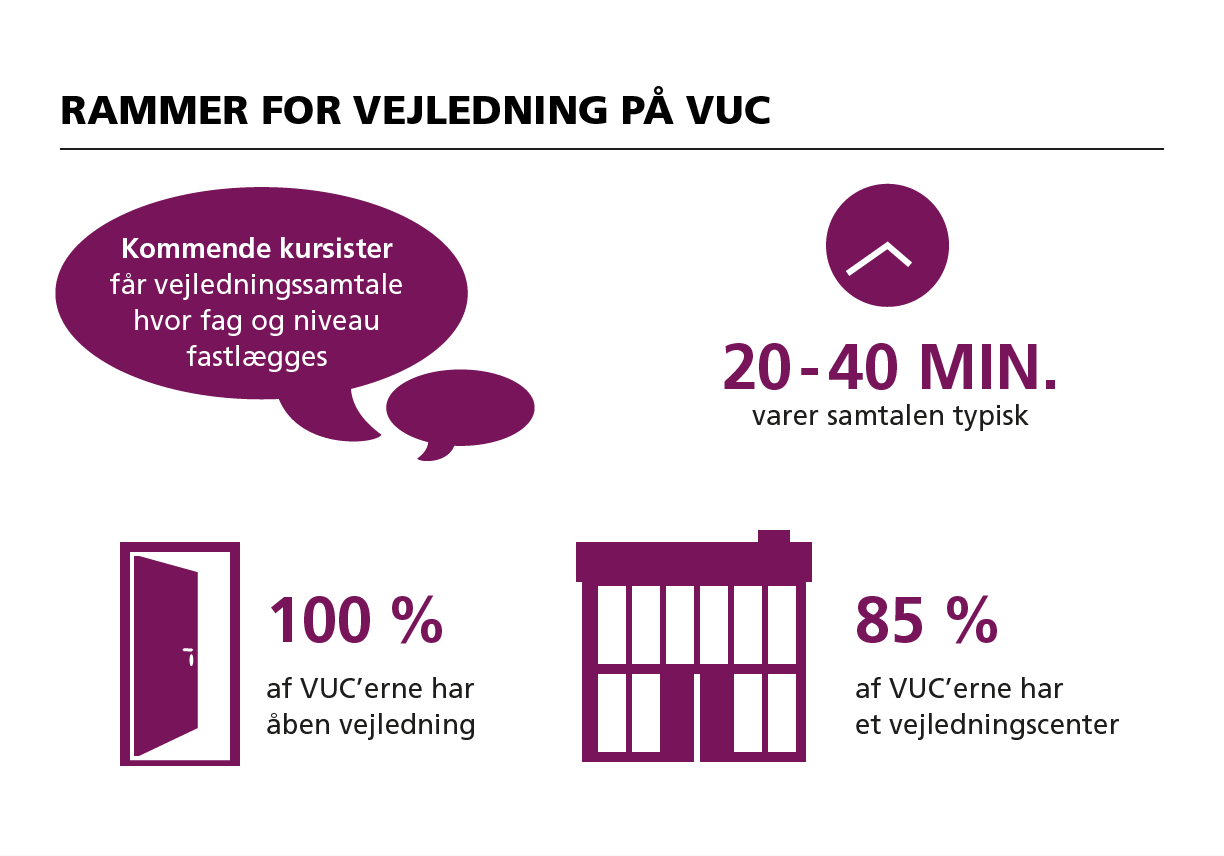 RAMMER FOR VEJLEDNING PÅ VUC
Kommende kursister
får vejledningssamtale
hvor fag og niveau
fastlægges
20-40 MIN.
varer samtalen typisk
100 %
af VUC’erne har
åben vejledning
85 %
af VUC’erne har
et vejledningscenter